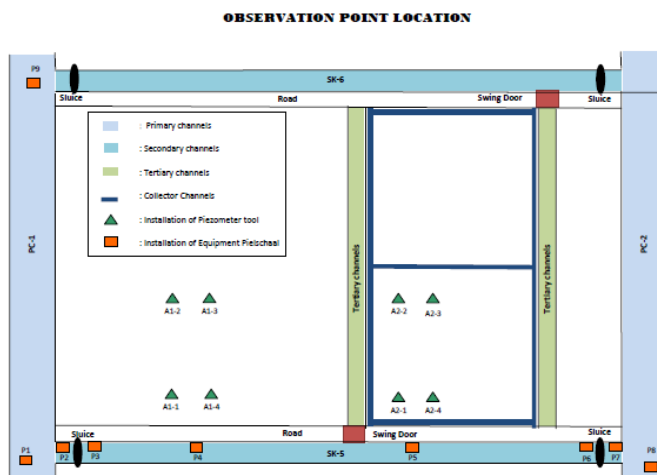 OBSERVATION POINT LOCATION
P9
SK-6
Sluice
Road
Swing Door
Sluice
: Primary channels
: Secondary channels
: Tertiary channels
: Collector Channels
: Installation of Piezometer tool
: Installation of Equipment Pielschaal
PC-1
Tertiary channels
Tertiary channels
PC-2
A1-2
A1-3
A2-2
A2-3
A1-1
A1-4
A2-1
A2-4
Sluice
Road
Swing Door
Sluice
P1
P2
P3
P4
SK-5
P5
P6
P7
P8